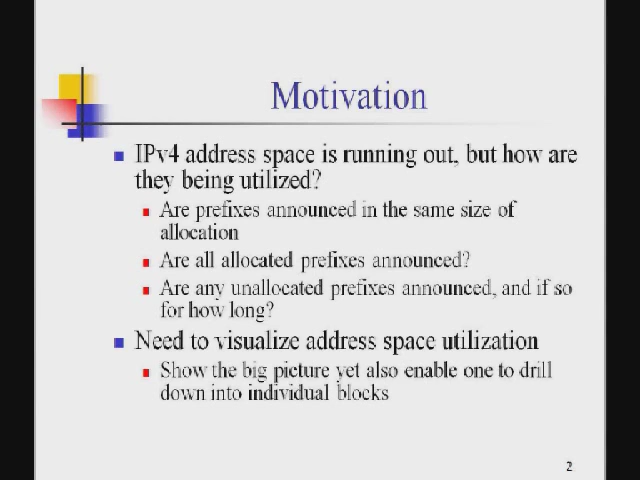 Motivation
IPv4 address space is running out, but how are
they being utilized?
Are prefixes announced in the same size of
allocation
Are all allocated prefixes announced?
Are any unallocated prefixes announced, and if so
for how long?
Need to visualize address space utilization
Show the big picture yet also enable one to drill
down into individual blocks
2